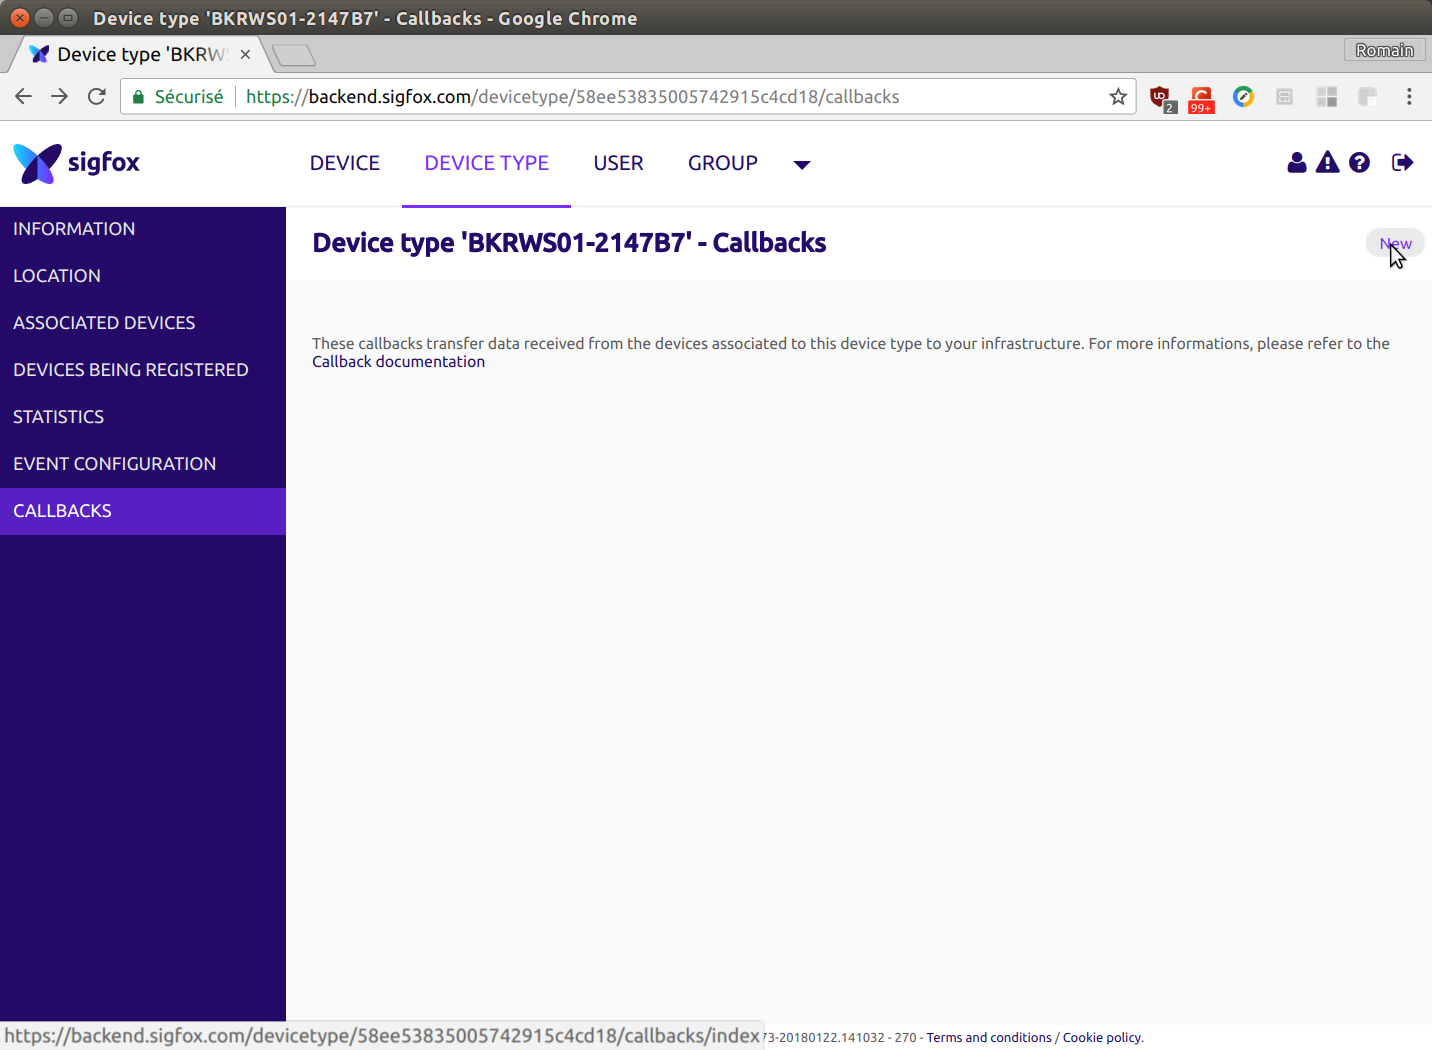 Device type 'BKRWS01-2147B7' - Callbacks - Google Chrome
Device type 'BKRWS
Romain
Sécurisé https://backend.sigfox.com/devicetype/58ee53835005742915c4cd18/callbacks
2
99+
sigfox
DEVICE DEVICE TYPE USER GROUP
INFORMATION
LOCATION
ASSOCIATED DEVICES
DEVICES BEING REGISTERED
STATISTICS
EVENT CONFIGURATION
CALLBACKS
Device type 'BKRWS01-2147B7' - Callbacks
New
These callbacks transfer data received from the devices associated to this device type to your infrastructure. For more informations, please refer to the
Callback documentation
https://backend.sigfox.com/devicetype/58ee53835005742915c4cd18/callbacks/index
73-20180122.141032 - 270 - Terms and conditions / Cookie policy.